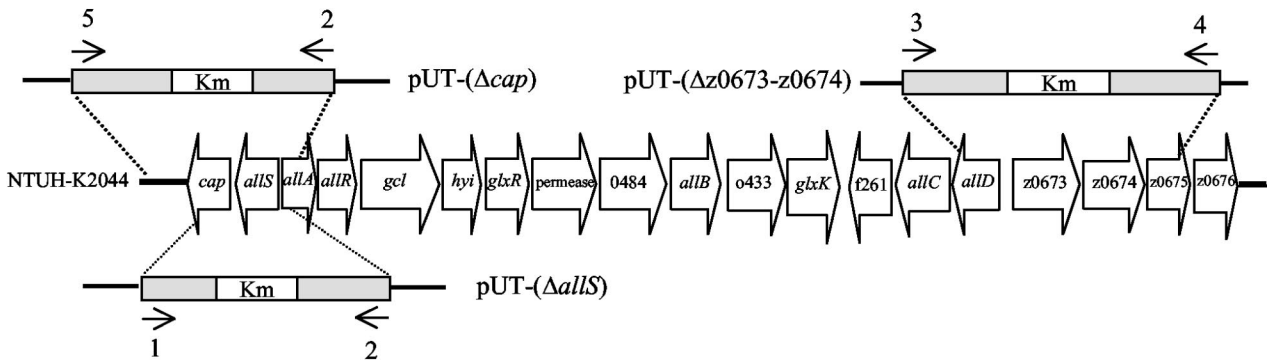 5 2 3 4
Km pUT-(Δcap) pUT-(Δz0673-z0674) Km
NTUH-K2044 cap allS allA allR gcl hyi glxR permease 0484 allB o433 glxK f261 allC allD z0673 z0674 z0675 z0676
Km pUT-(ΔallS)
1 2